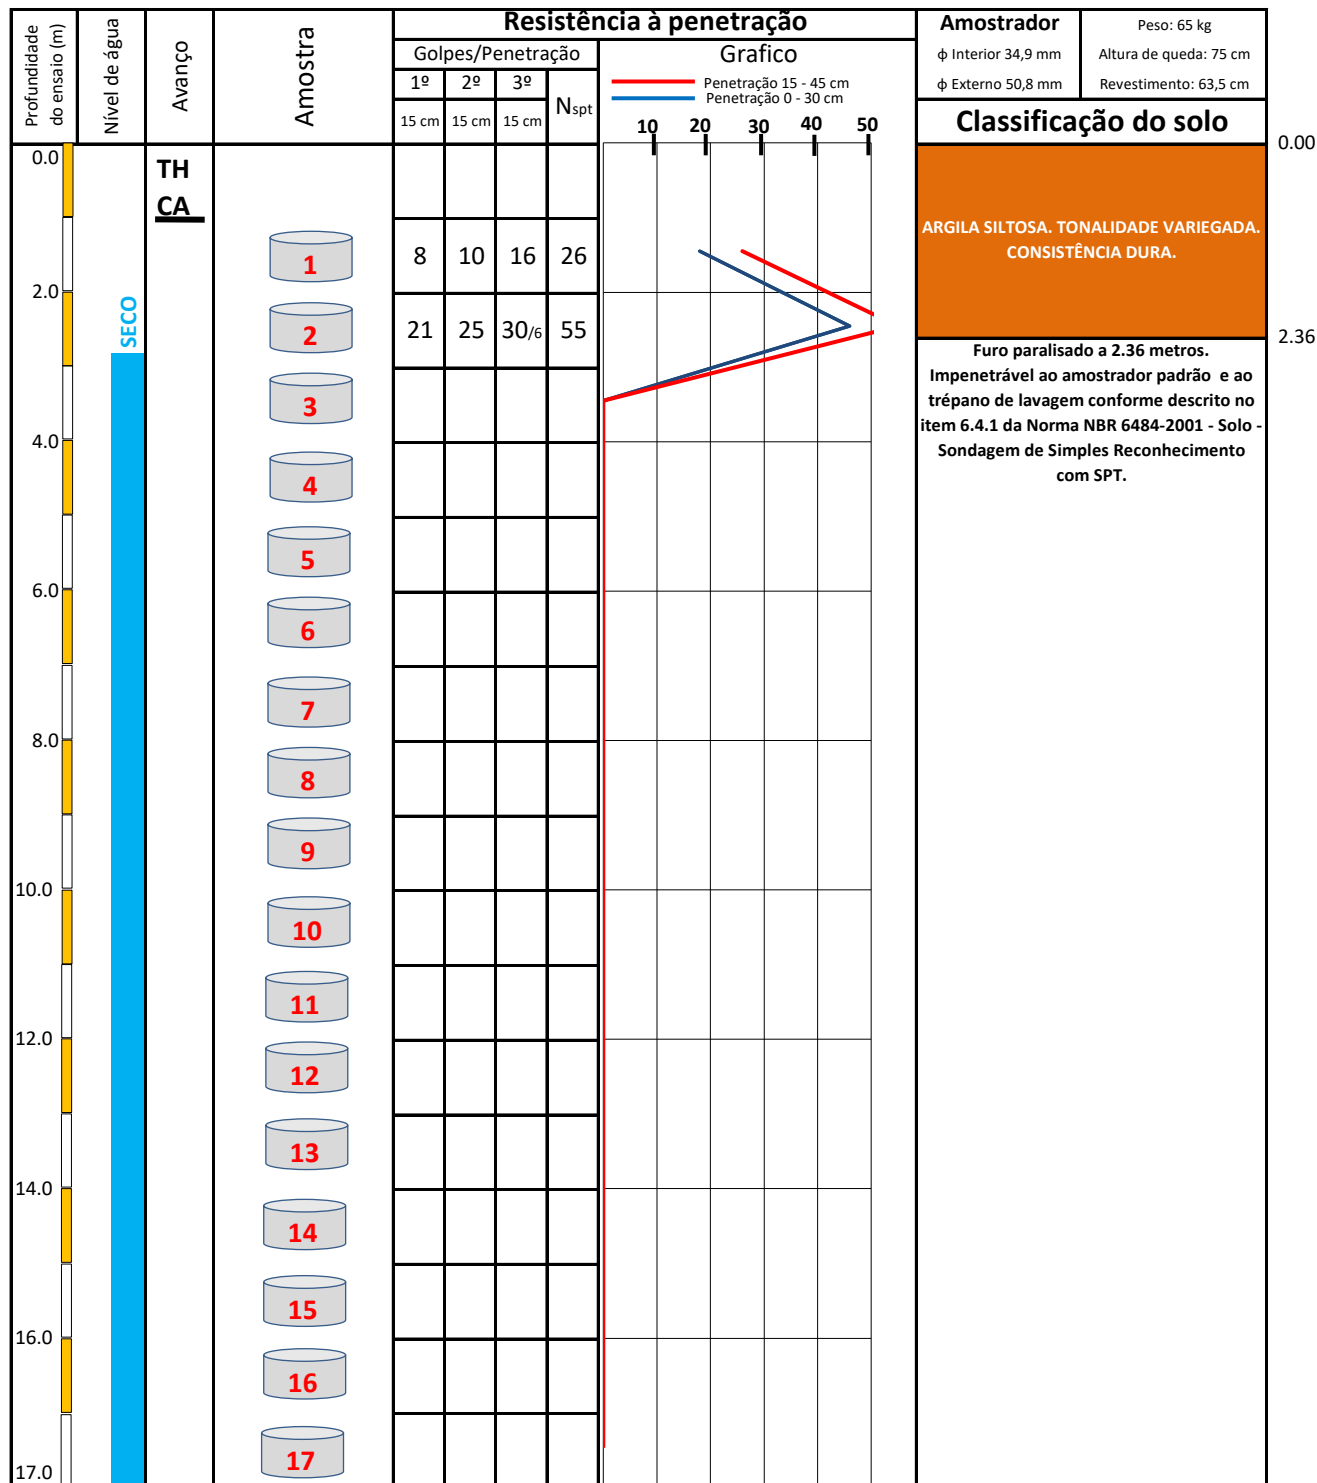 Profundidade
do ensaio (m)
Nível de água
Avanço
Amostra
Resistência à penetração
Golpes/Penetração
1º 2º 3º
Nspt
15 cm 15 cm 15 cm
Grafico
Penetração 15 - 45 cm
Penetração 0 - 30 cm
10 20 30 40 50
Amostrador
ϕ Interior 34,9 mm
ϕ Externo 50,8 mm
Peso: 65 kg
Altura de queda: 75 cm
Revestimento: 63,5 cm
Classificação do solo
0.00
0.0
TH
CA
ARGILA SILTOSA. TONALIDADE VARIEGADA.
CONSISTÊNCIA DURA.
1 8 10 16 26
2.0
SECO
2 21 25 30/6 55
2.36
Furo paralisado a 2.36 metros.
Impenetrável ao amostrador padrão e ao
trépano de lavagem conforme descrito no
item 6.4.1 da Norma NBR 6484-2001 - Solo -
Sondagem de Simples Reconhecimento
com SPT.
3
4.0
4
5
6.0
6
7
8.0
8
9
10.0
10
11
12.0
12
13
14.0
14
15
16.0
16
17
17.0